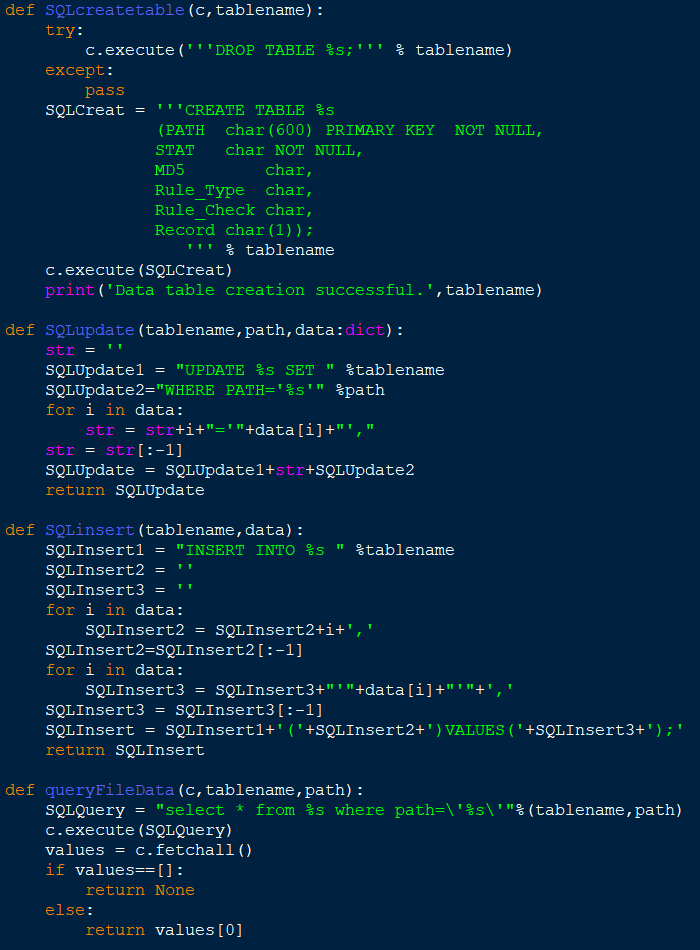 def SQLcreatetable(c,tablename):
    try:
        c.execute('''DROP TABLE %s;''' % tablename)
    except:
        pass
    SQLCreat = '''CREATE TABLE %s
               (PATH  char(600) PRIMARY KEY  NOT NULL,
               STAT   char NOT NULL,
               MD5        char,
               Rule_Type  char,
               Rule_Check char,
               Record char(1));
                  ''' % tablename
    c.execute(SQLCreat)
    print('Data table creation successful.',tablename)

def SQLupdate(tablename,path,data:dict):
    str = ''
    SQLUpdate1 = "UPDATE %s SET " %tablename
    SQLUpdate2="WHERE PATH='%s'" %path
    for i in data:
        str = str+i+"='"+data[i]+"',"
    str = str[:-1]
    SQLUpdate = SQLUpdate1+str+SQLUpdate2
    return SQLUpdate

def SQLinsert(tablename,data):
    SQLInsert1 = "INSERT INTO %s " %tablename
    SQLInsert2 = ''
    SQLInsert3 = ''
    for i in data:
        SQLInsert2 = SQLInsert2+i+','
    SQLInsert2=SQLInsert2[:-1]
    for i in data:
        SQLInsert3 = SQLInsert3+"'"+data[i]+"'"+','
    SQLInsert3 = SQLInsert3[:-1]
    SQLInsert = SQLInsert1+'('+SQLInsert2+')VALUES('+SQLInsert3+');'
    return SQLInsert

def queryFileData(c,tablename,path):
    SQLQuery = "select * from %s where path=\'%s\'"%(tablename,path)
    c.execute(SQLQuery)
    values = c.fetchall()
    if values==[]:
        return None
    else:
        return values[0]